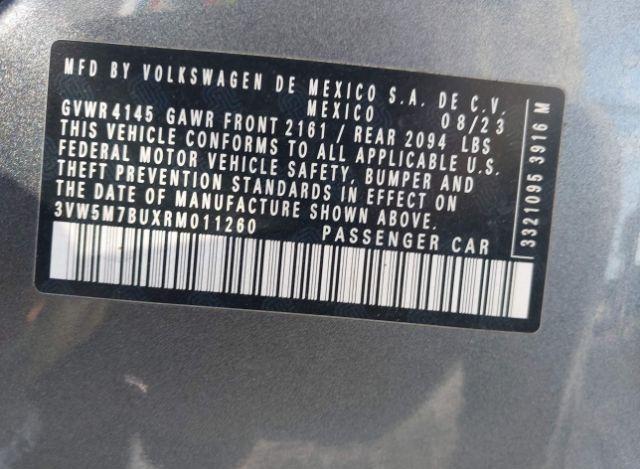 MFD BY VOLKSWAGEN DE MEXICO S.A. DE C.V.
MEXICO 08/23
GVWR 4145 GAWR FRONT 2161 / REAR 2094 LBS
THIS VEHICLE CONFORMS TO ALL APPLICABLE U.S.
FEDERAL MOTOR VEHICLE SAFETY, BUMPER AND
THEFT PREVENTION STANDARDS IN EFFECT ON
THE DATE OF MANUFACTURE SHOWN ABOVE.
3VW5M7BUXRM011260 PASSENGER CAR
3321095 3916 M